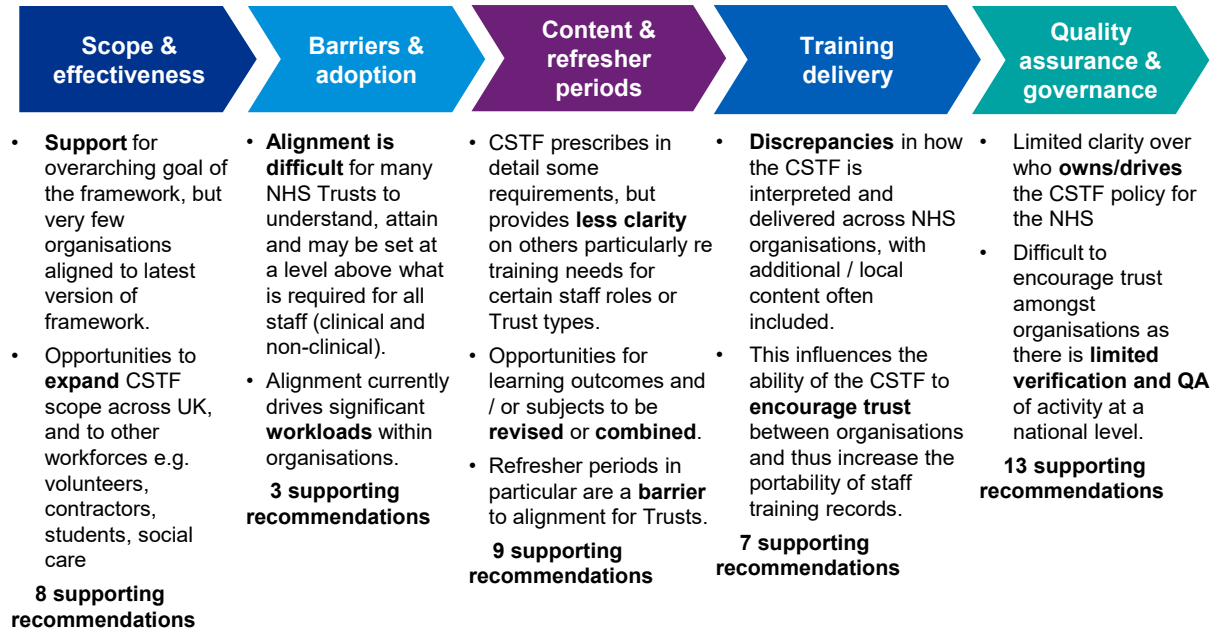 Scope &
effectiveness
• Support for
overarching goal of
the framework, but
very few
organisations
aligned to latest
version of
framework.
• Opportunities to
expand CSTF
scope across UK,
and to other
workforces e.g.
volunteers,
contractors,
students, social
care
8 supporting
recommendations
Barriers &
adoption
• Alignment is
difficult for many
NHS Trusts to
understand, attain
and may be set at
a level above what
is required for all
staff (clinical and
non-clinical).
• Alignment currently
drives significant
workloads within
organisations.
3 supporting
recommendations
Content &
refresher
periods
• CSTF prescribes in
detail some
requirements, but
provides less clarity
on others particularly re
training needs for
certain staff roles or
Trust types.
• Opportunities for
learning outcomes and
/ or subjects to be
revised or combined.
• Refresher periods in
particular are a barrier
to alignment for Trusts.
9 supporting
recommendations
Training
delivery
• Discrepancies in how
the CSTF is
interpreted and
delivered across NHS
organisations, with
additional / local
content often
included.
• This influences the
ability of the CSTF to
encourage trust
between organisations
and thus increase the
portability of staff
training records.
7 supporting
recommendations
Quality
assurance &
governance
• Limited clarity over
who owns/drives
the CSTF policy for
the NHS
• Difficult to
encourage trust
amongst
organisations as
there is limited
verification and QA
of activity at a
national level.
13 supporting
recommendations